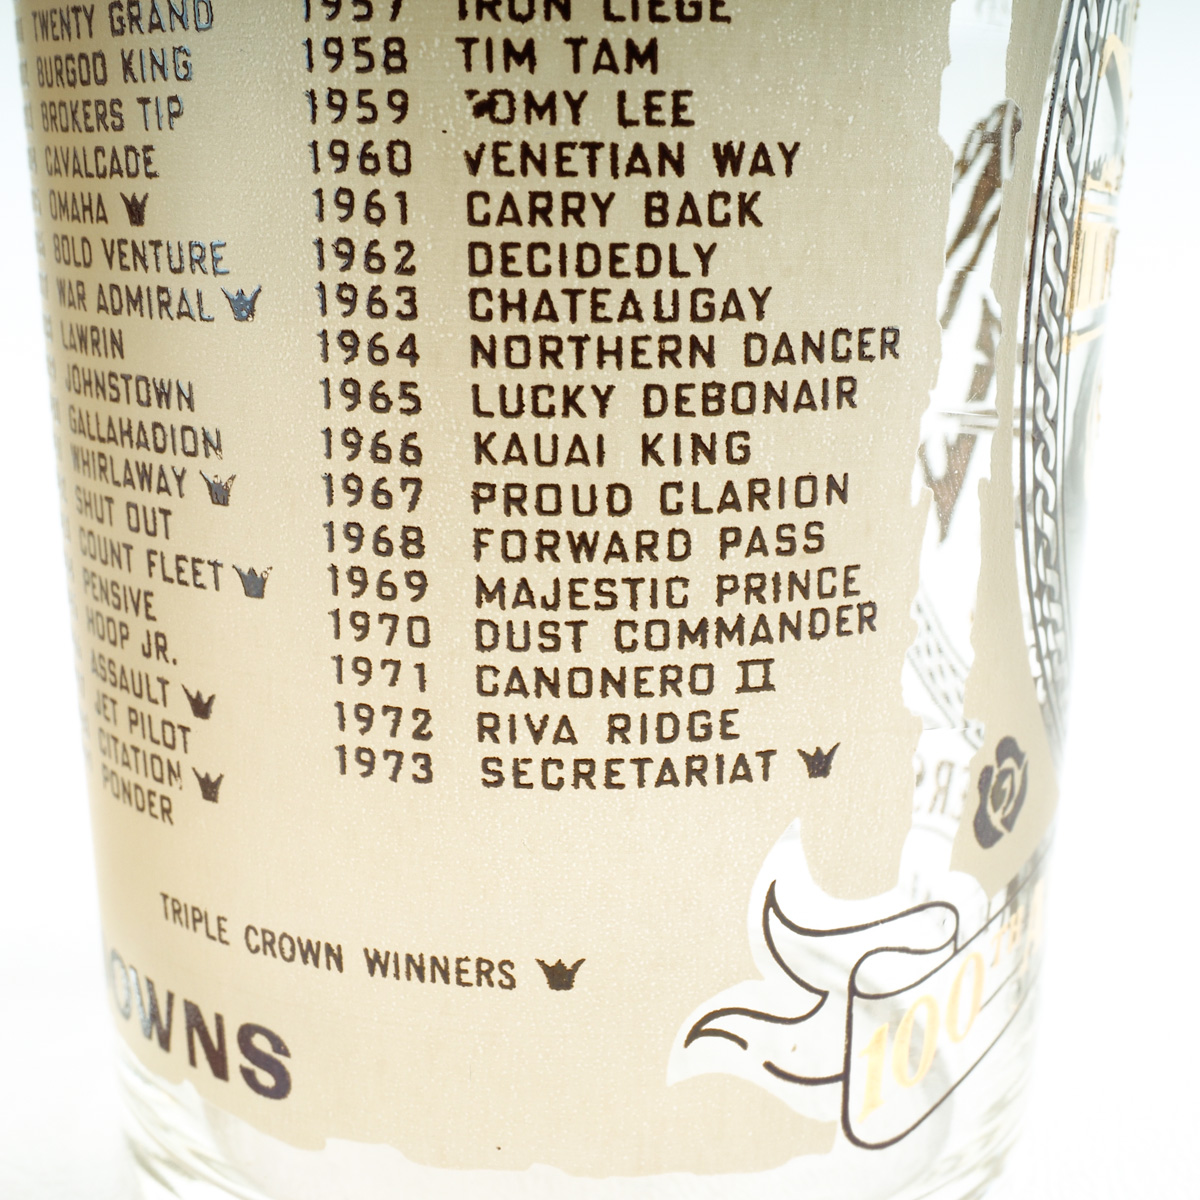 TWENTY GRAND
BURGOO KING
BROKERS TIP
CAVALCADE
OMAHA
BOLD VENTURE
WAR ADMIRAL
LAWRIN
JOHNSTOWN
GALLAHADION
WHIRLAWAY
SHUT OUT
COUNT FLEET
PENSIVE
HOOP JR.
ASSAULT
JET PILOT
CITATION
PONDER
1957 IRON LIEGE
1958 TIM TAM
1959 TOMY LEE
1960 VENETIAN WAY
1961 CARRY BACK
1962 DECIDEDLY
1963 CHATEAUGAY
1964 NORTHERN DANCER
1965 LUCKY DEBONAIR
1966 KAUAI KING
1967 PROUD CLARION
1968 FORWARD PASS
1969 MAJESTIC PRINCE
1970 DUST COMMANDER
1971 CANONERO II
1972 RIVA RIDGE
1973 SECRETARIAT
TRIPLE CROWN WINNERS
OWNS
100